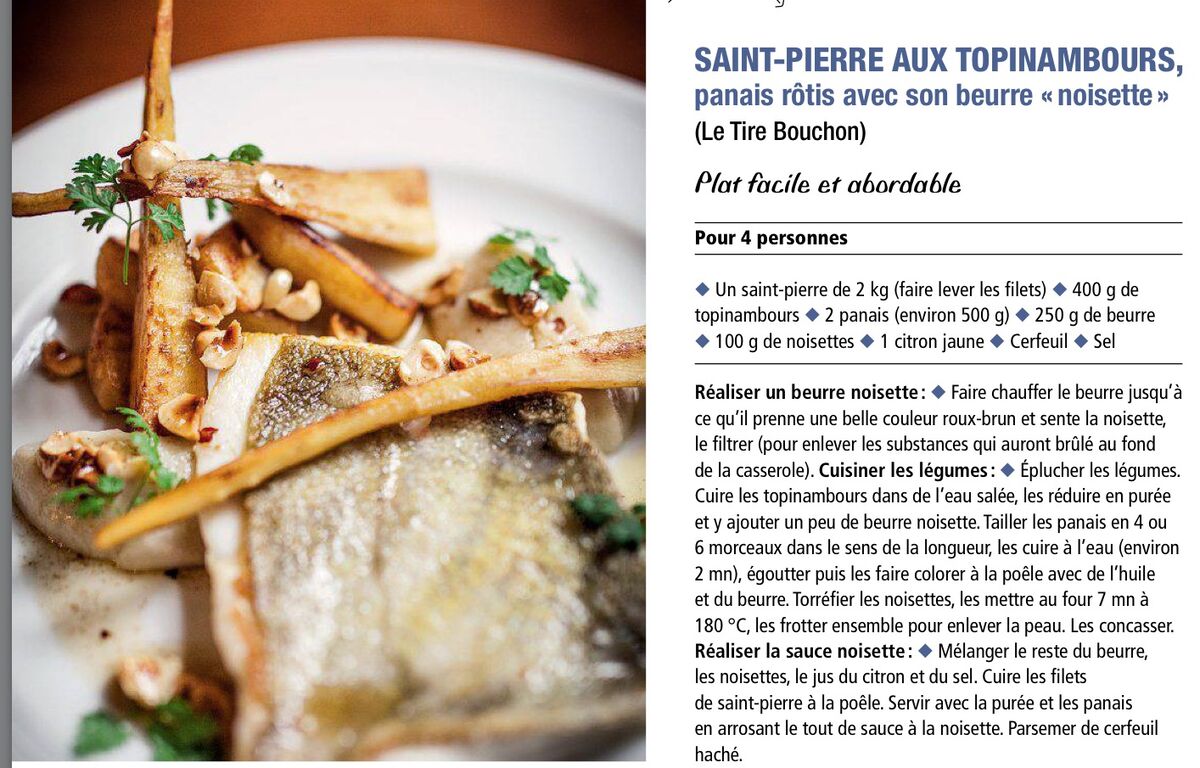 SAINT-PIERRE AUX TOPINAMBOURS,
panais rôtis avec son beurre « noisette »
(Le Tire Bouchon)
Plat facile et abordable
Pour 4 personnes
◆ Un saint-pierre de 2 kg (faire lever les filets) ◆ 400 g de
topinambours ◆ 2 panais (environ 500 g) ◆ 250 g de beurre
◆ 100 g de noisettes ◆ 1 citron jaune ◆ Cerfeuil ◆ Sel
Réaliser un beurre noisette : ◆ Faire chauffer le beurre jusqu’à
ce qu’il prenne une belle couleur roux-brun et sente la noisette,
le filtrer (pour enlever les substances qui auront brûlé au fond
de la casserole). Cuisiner les légumes : ◆ Éplucher les légumes.
Cuire les topinambours dans de l’eau salée, les réduire en purée
et y ajouter un peu de beurre noisette. Tailler les panais en 4 ou
6 morceaux dans le sens de la longueur, les cuire à l’eau (environ
2 mn), égoutter puis les faire colorer à la poêle avec de l’huile
et du beurre. Torréfier les noisettes, les mettre au four 7 mn à
180 °C, les frotter ensemble pour enlever la peau. Les concasser.
Réaliser la sauce noisette : ◆ Mélanger le reste du beurre,
les noisettes, le jus du citron et du sel. Cuire les filets
de saint-pierre à la poêle. Servir avec la purée et les panais
en arrosant le tout de sauce à la noisette. Parsemer de cerfeuil
haché.